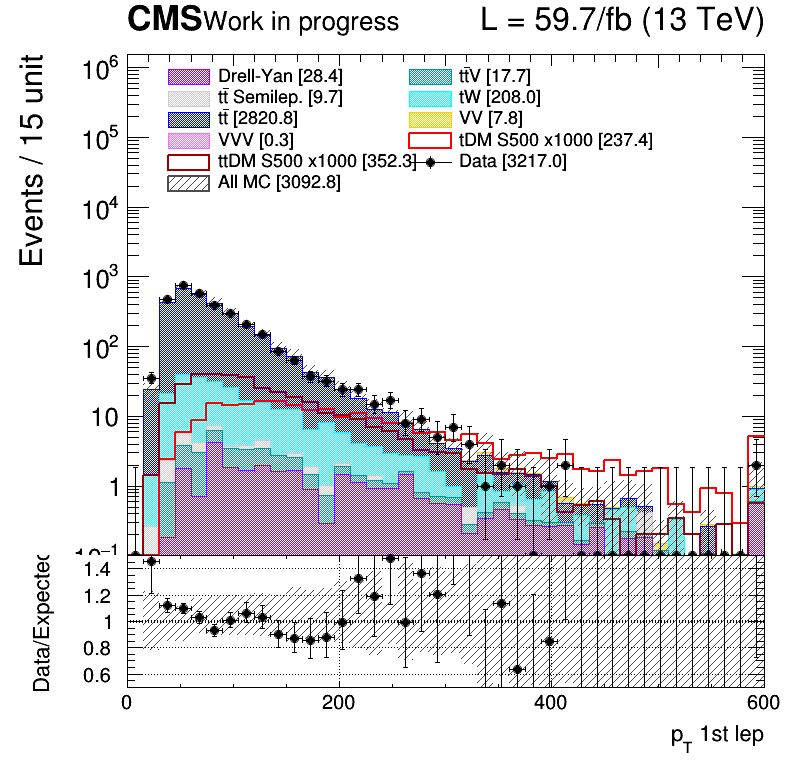 CMS Work in progress L = 59.7/fb (13 TeV)
Events / 15 unit
10⁶
10⁵
10⁴
10³
10²
10
1
10⁻¹
Drell-Yan [28.4] tt̄V [17.7]
tt̄ Semilep. [9.7] tW [208.0]
tt̄ [2820.8] VV [7.8]
VVV [0.3] tDM S500 x1000 [237.4]
ttDM S500 x1000 [352.3] Data [3217.0]
All MC [3092.8]
Data/Expected
1.4
1.2
1
0.8
0.6
0 200 400 600
p_T 1st lep